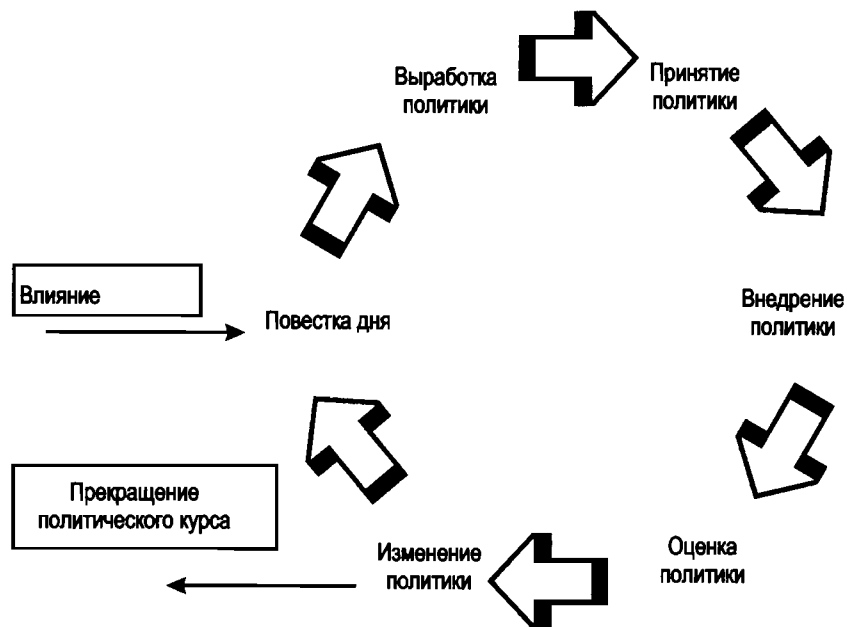 Выработка
политики
Принятие
политики
Влияние
Повестка дня
Внедрение
политики
Прекращение
политического курса
Изменение
политики
Оценка
политики